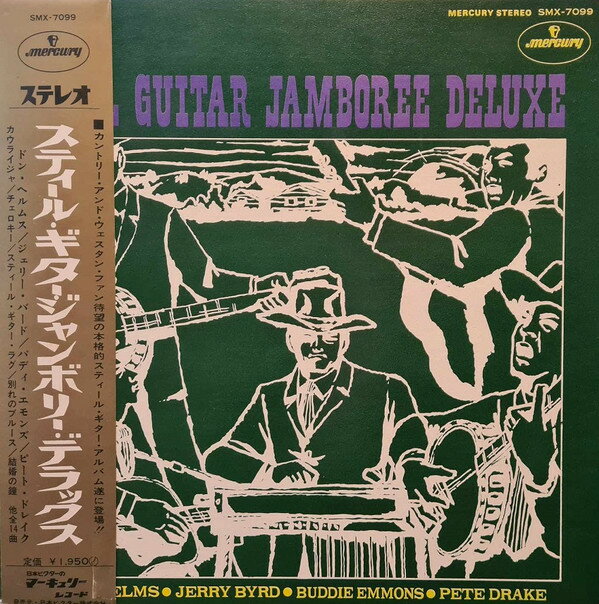 SMX-7099
mercury
ステレオ
■カントリー・アンド・ウェスタン・ファン待望の本格的スティール・ギター・アルバム遂に登場!!
スティール・ギター・ジャンボリー・デラックス
ドン・ヘルムス/ジェリー・バード/バディ・エモンズ/ピート・ドレイク
カウライジャ/チェロキー/スティール・ギター・ラグ/別れのブルース/結婚の鐘 他全14曲
定価 ¥1,950
日本ビクターの
マーキュリー
レコード
MERCURY STEREO SMX-7099
mercury
L GUITAR JAMBOREE DELUXE
ELMS ● JERRY BYRD ● BUDDIE EMMONS ● PETE DRAKE